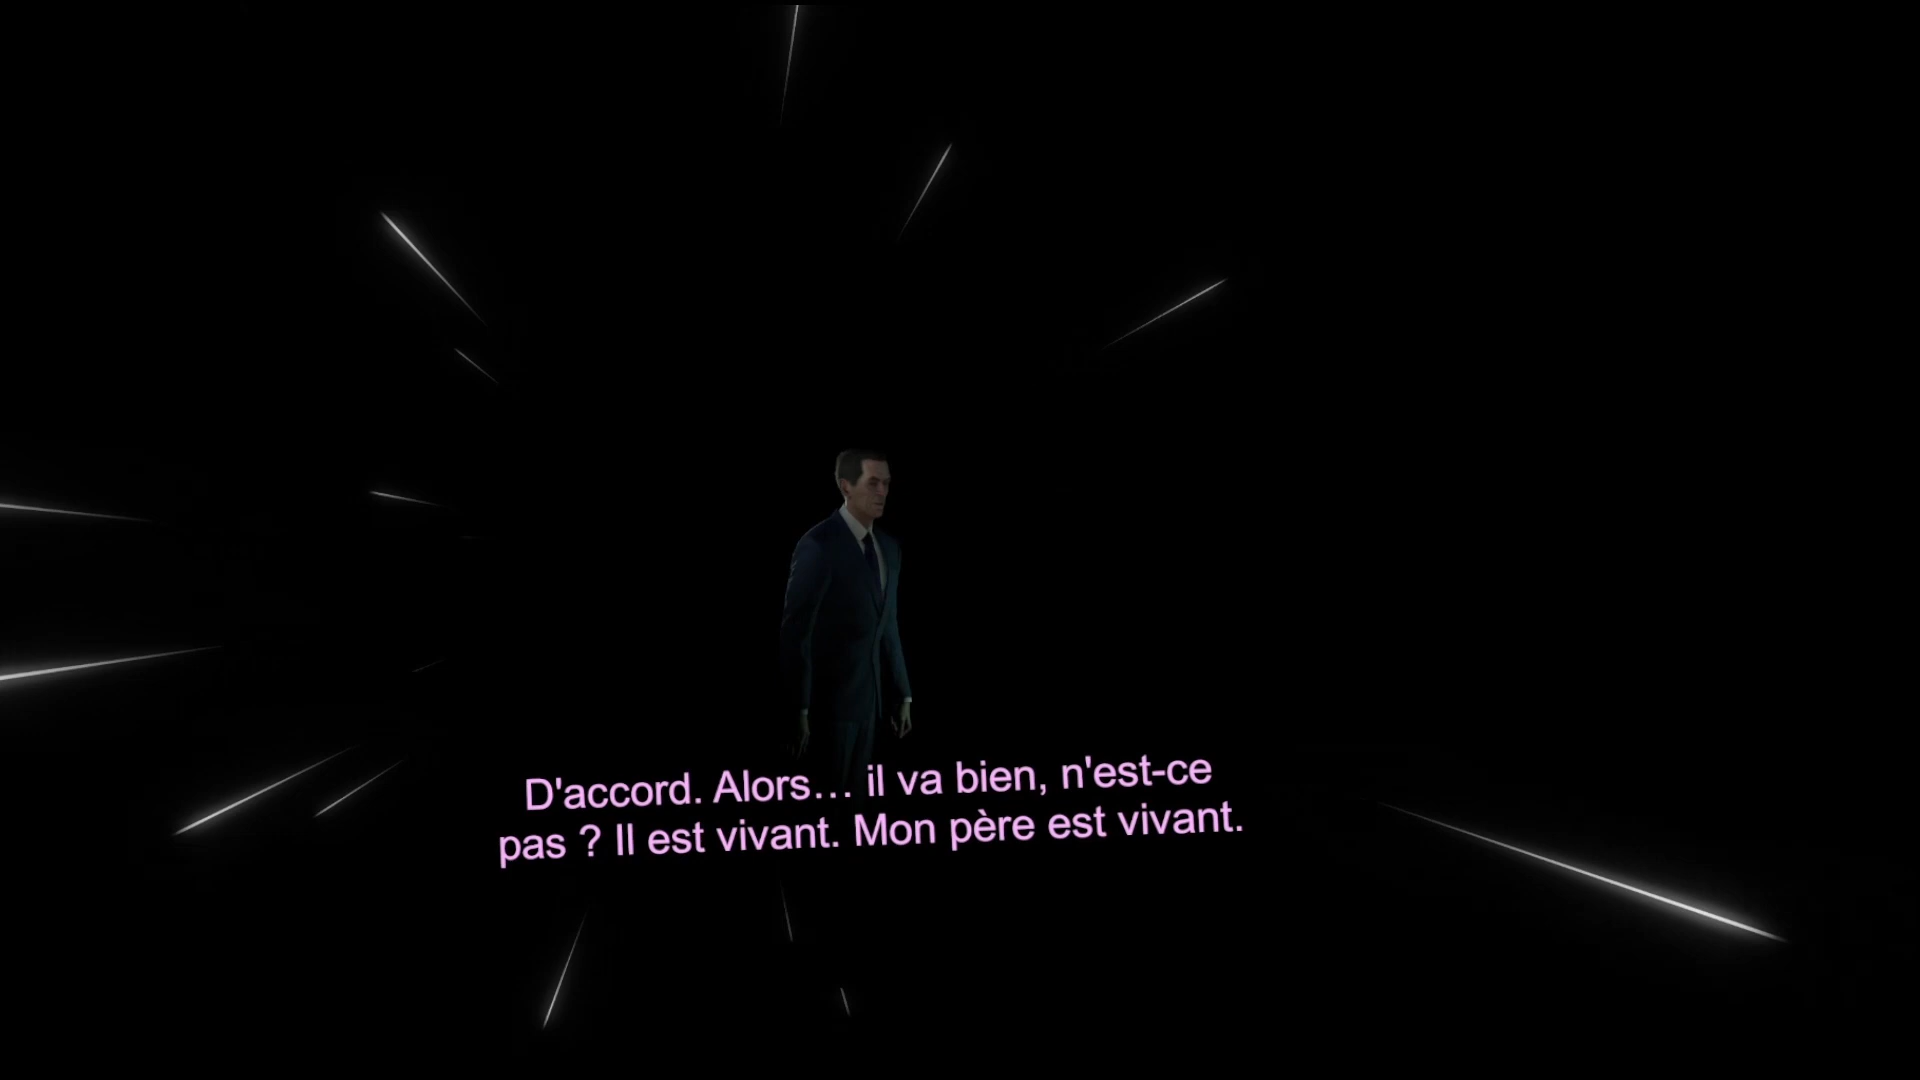 D'accord. Alors… il va bien, n'est-ce
pas ? Il est vivant. Mon père est vivant.